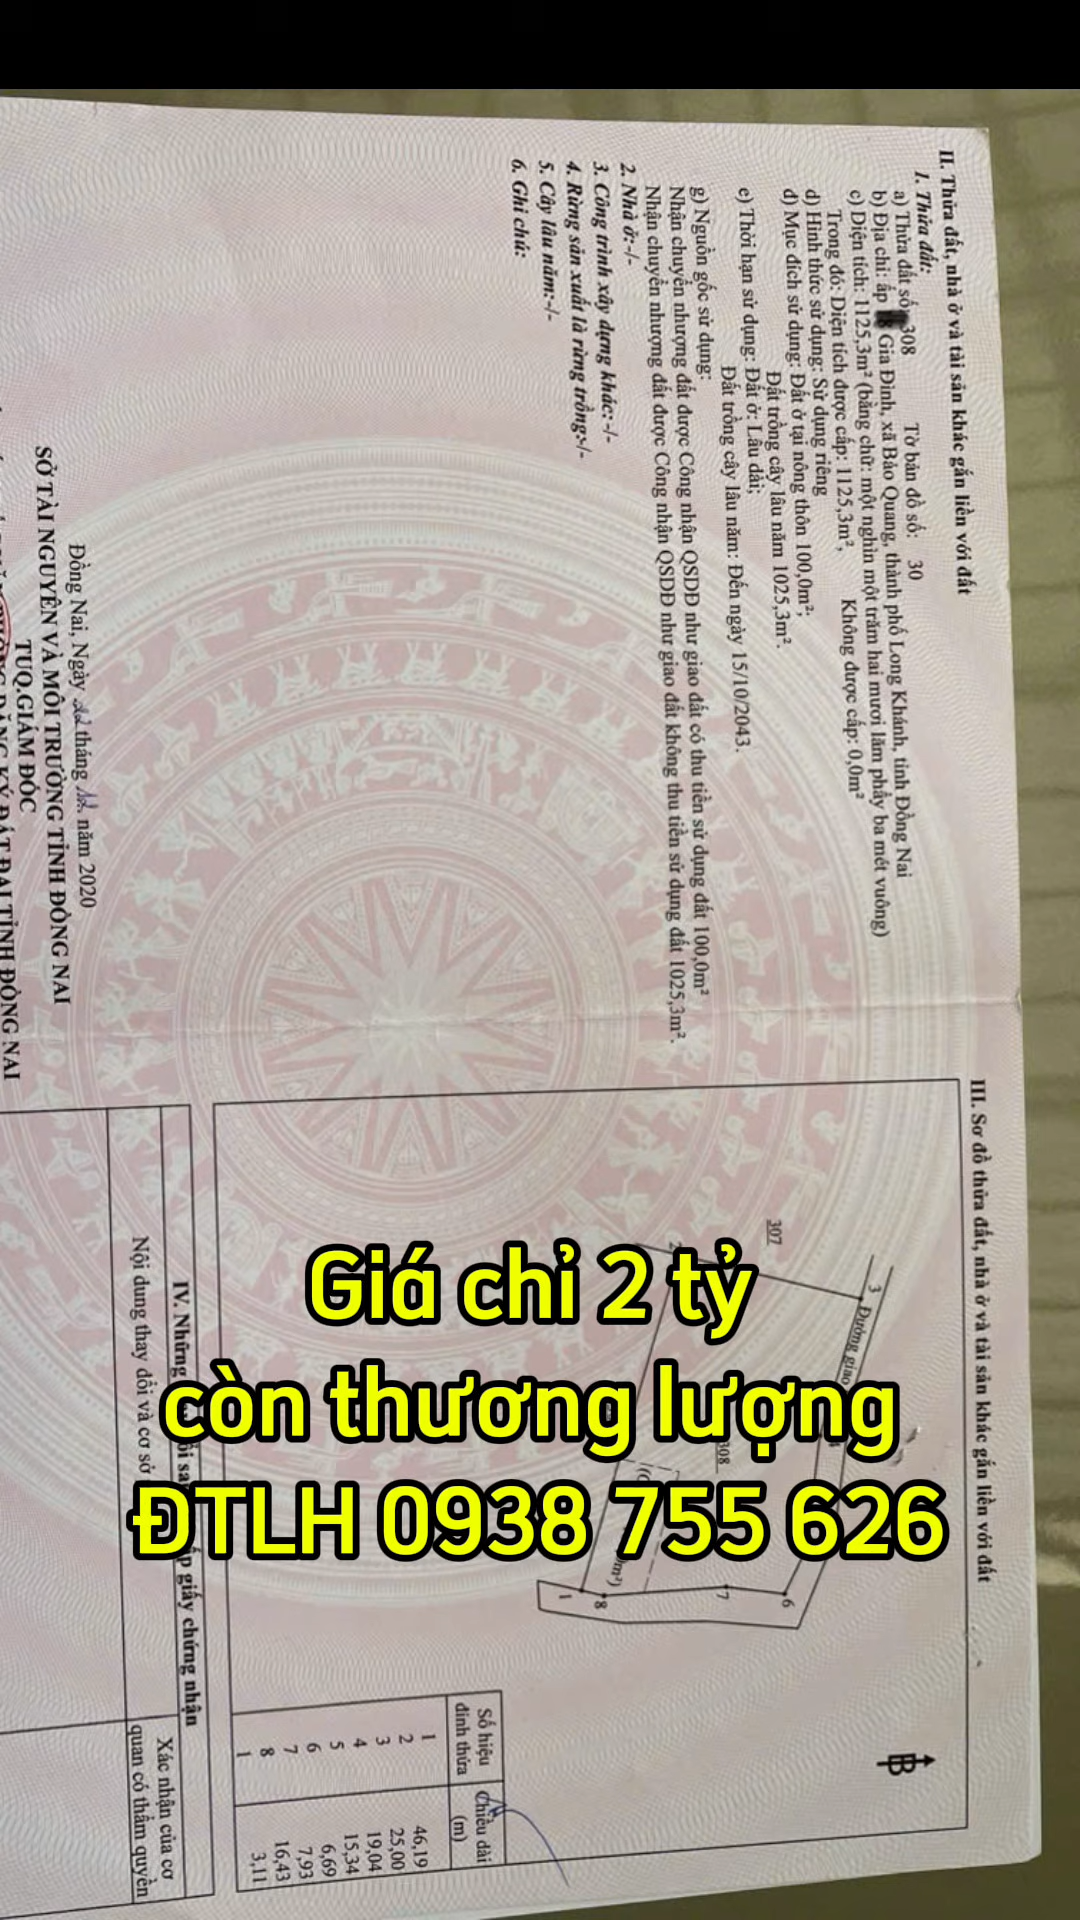 II. Thửa đất, nhà ở và tài sản khác gắn liền với đất
1. Thửa đất:
a) Thửa đất số: 308 Tờ bản đồ số: 30
b) Địa chỉ: ấp Gia Đình, xã Bảo Quang, thành phố Long Khánh, tỉnh Đồng Nai
c) Diện tích: 1125,3m² (bằng chữ: một nghìn một trăm hai mươi lăm phẩy ba mét vuông)
Trong đó: Diện tích được cấp: 1125,3m², Không được cấp: 0,0m²
d) Hình thức sử dụng: Sử dụng riêng
đ) Mục đích sử dụng: Đất ở tại nông thôn 100,0m²;
Đất trồng cây lâu năm 1025,3m².
e) Thời hạn sử dụng: Đất ở: Lâu dài;
Đất trồng cây lâu năm: Đến ngày 15/10/2043.
g) Nguồn gốc sử dụng:
Nhận chuyển nhượng đất được Công nhận QSDĐ như giao đất có thu tiền sử dụng đất 100,0m²
Nhận chuyển nhượng đất được Công nhận QSDĐ như giao đất không thu tiền sử dụng đất 1025,3m².
2. Nhà ở:-/-
3. Công trình xây dựng khác:-/-
4. Rừng sản xuất là rừng trồng:-/-
5. Cây lâu năm:-/-
6. Ghi chú:
Đồng Nai, Ngày 22 tháng 12 năm 2020
SỞ TÀI NGUYÊN VÀ MÔI TRƯỜNG TỈNH ĐỒNG NAI
TUQ.GIÁM ĐỐC
ĐĂNG KÝ ĐẤT ĐAI TỈNH ĐỒNG NAI
III. Sơ đồ thửa đất, nhà ở và tài sản khác gắn liền với đất
B
307
3
Đường giao
2
308
6
7
8
1
Số hiệu đỉnh thửa Chiều dài (m)
1
46,19
2
25,00
3
19,04
4
15,34
5
6,69
6
7,93
7
16,43
8
3,11
1
IV. Những cấp giấy chứng nhận
Nội dung thay đổi và cơ sở
Xác nhận của cơ
quan có thẩm quyền
Giá chỉ 2 tỷ
còn thương lượng
ĐTLH 0938 755 626